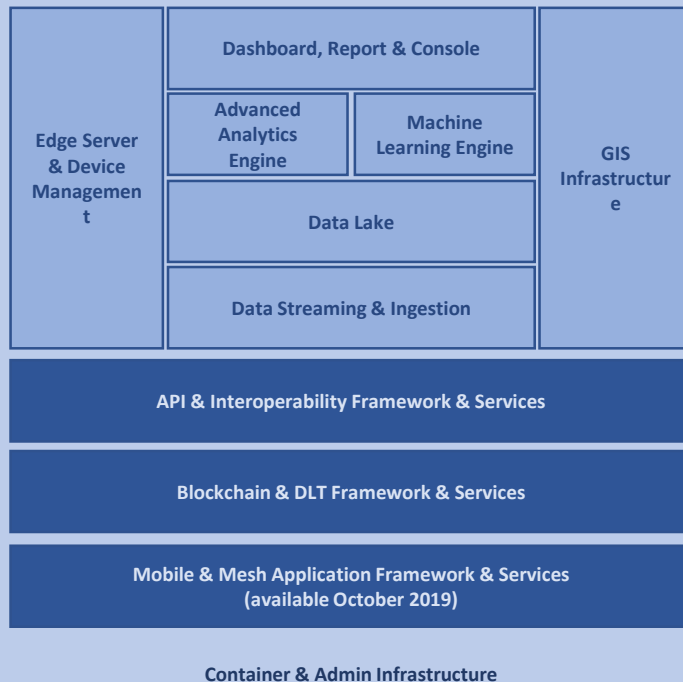 Dashboard, Report & Console
Edge Server
& Device
Managemen
t
Advanced
Analytics
Engine
Machine
Learning Engine
GIS
Infrastructur
e
Data Lake
Data Streaming & Ingestion
API & Interoperability Framework & Services
Blockchain & DLT Framework & Services
Mobile & Mesh Application Framework & Services
(available October 2019)
Container & Admin Infrastructure